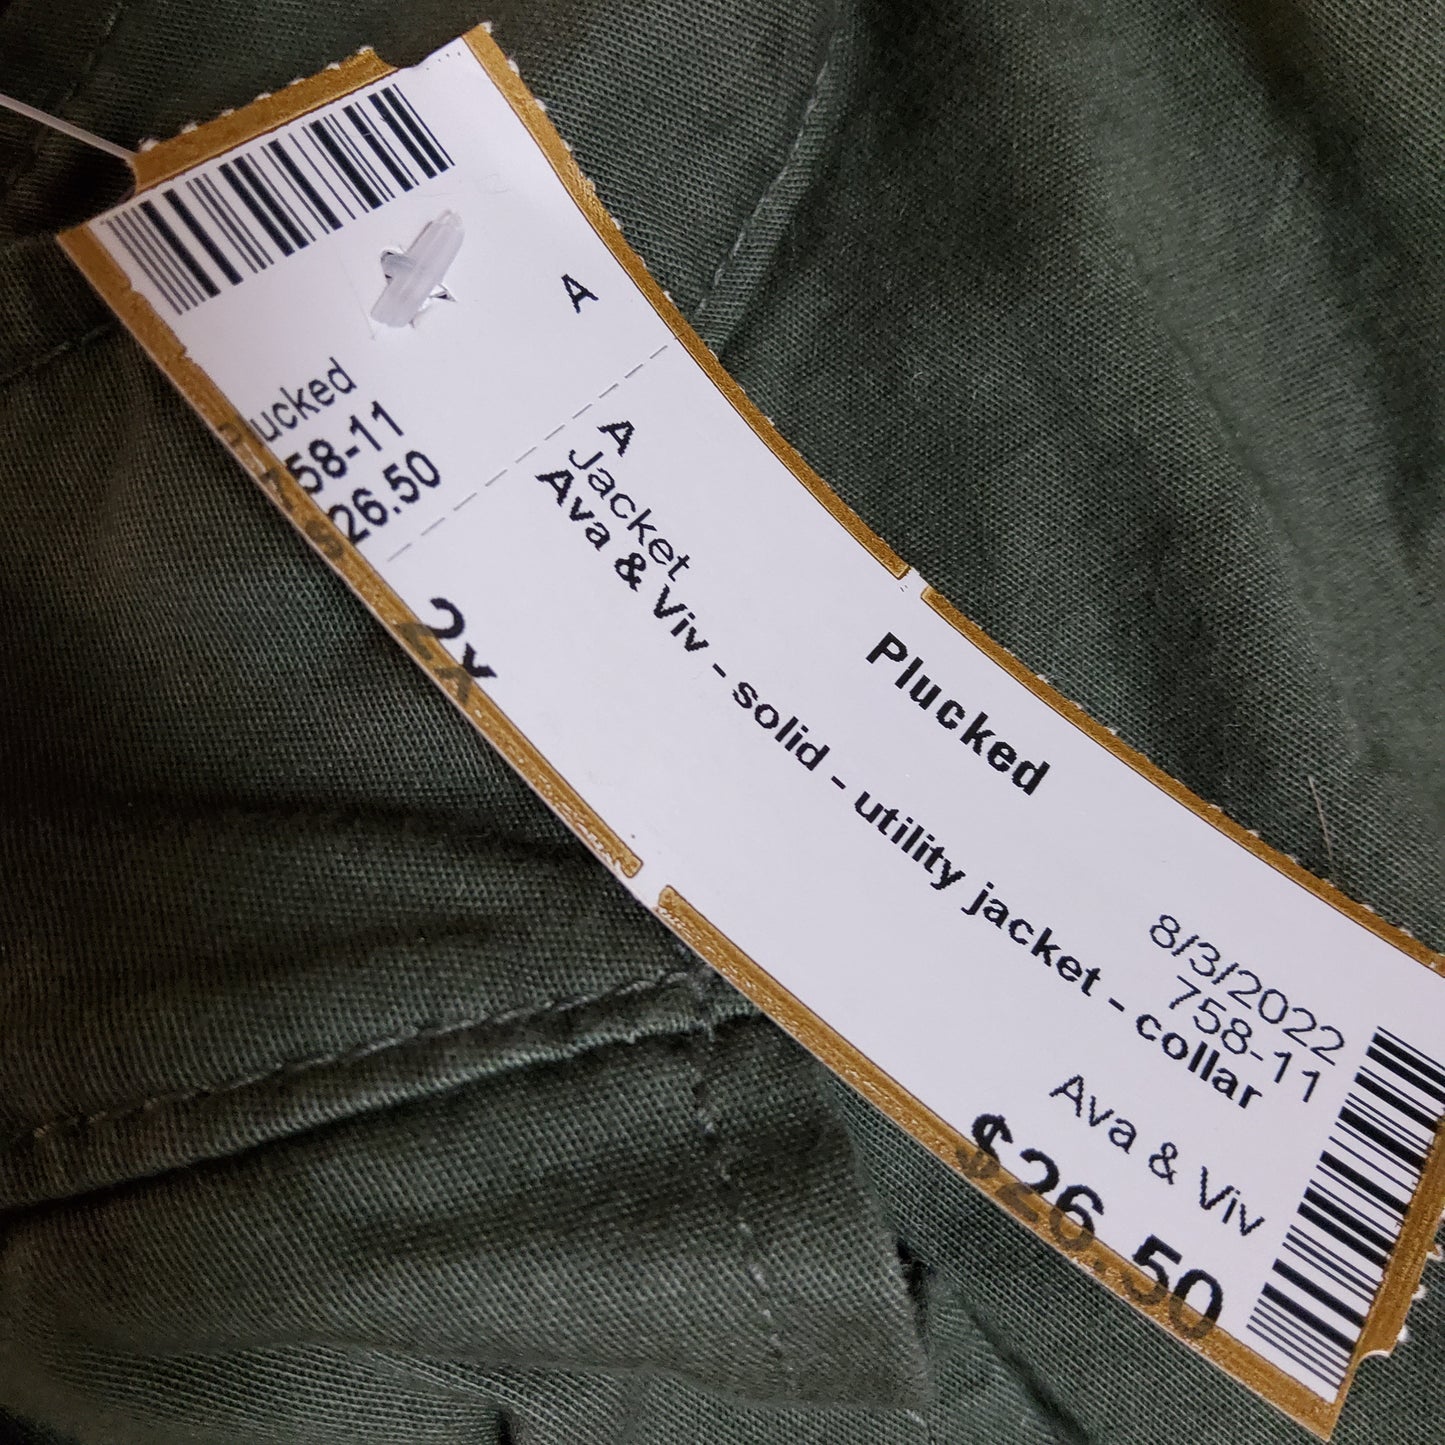 A
Plucked
758-11
$26.50
A
Jacket
Ava & Viv - solid - utility jacket - collar
2X
Plucked
8/3/2022
758-11
Ava & Viv
$26.50